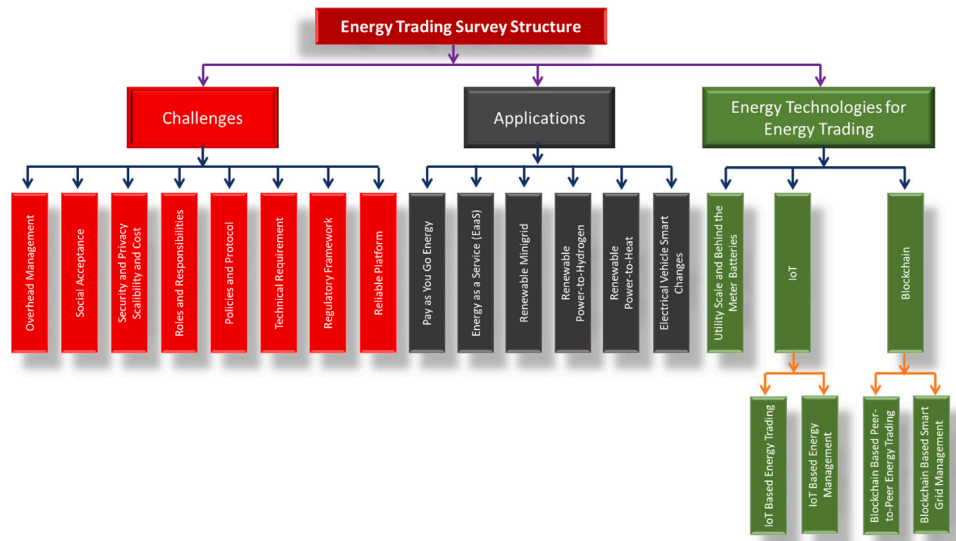 Energy Trading Survey Structure
Challenges
Applications
Energy Technologies for
Energy Trading
Overhead Management
Social Acceptance
Security and Privacy
Scalibility and Cost
Roles and Responsibilities
Policies and Protocol
Technical Requirement
Regulatory Framework
Reliable Platform
Pay as You Go Energy
Energy as a Service (EaaS)
Renewable Minigrid
Renewable
Power-to-Hydrogen
Renewable
Power-to-Heat
Electrical Vehicle Smart
Changes
Utility Scale and Behind the
Meter Batteries
IoT
Blockchain
IoT Based Energy Trading
IoT Based Energy
Management
Blockchain Based Peer-
to-Peer Energy Trading
Blockchain Based Smart
Grid Management